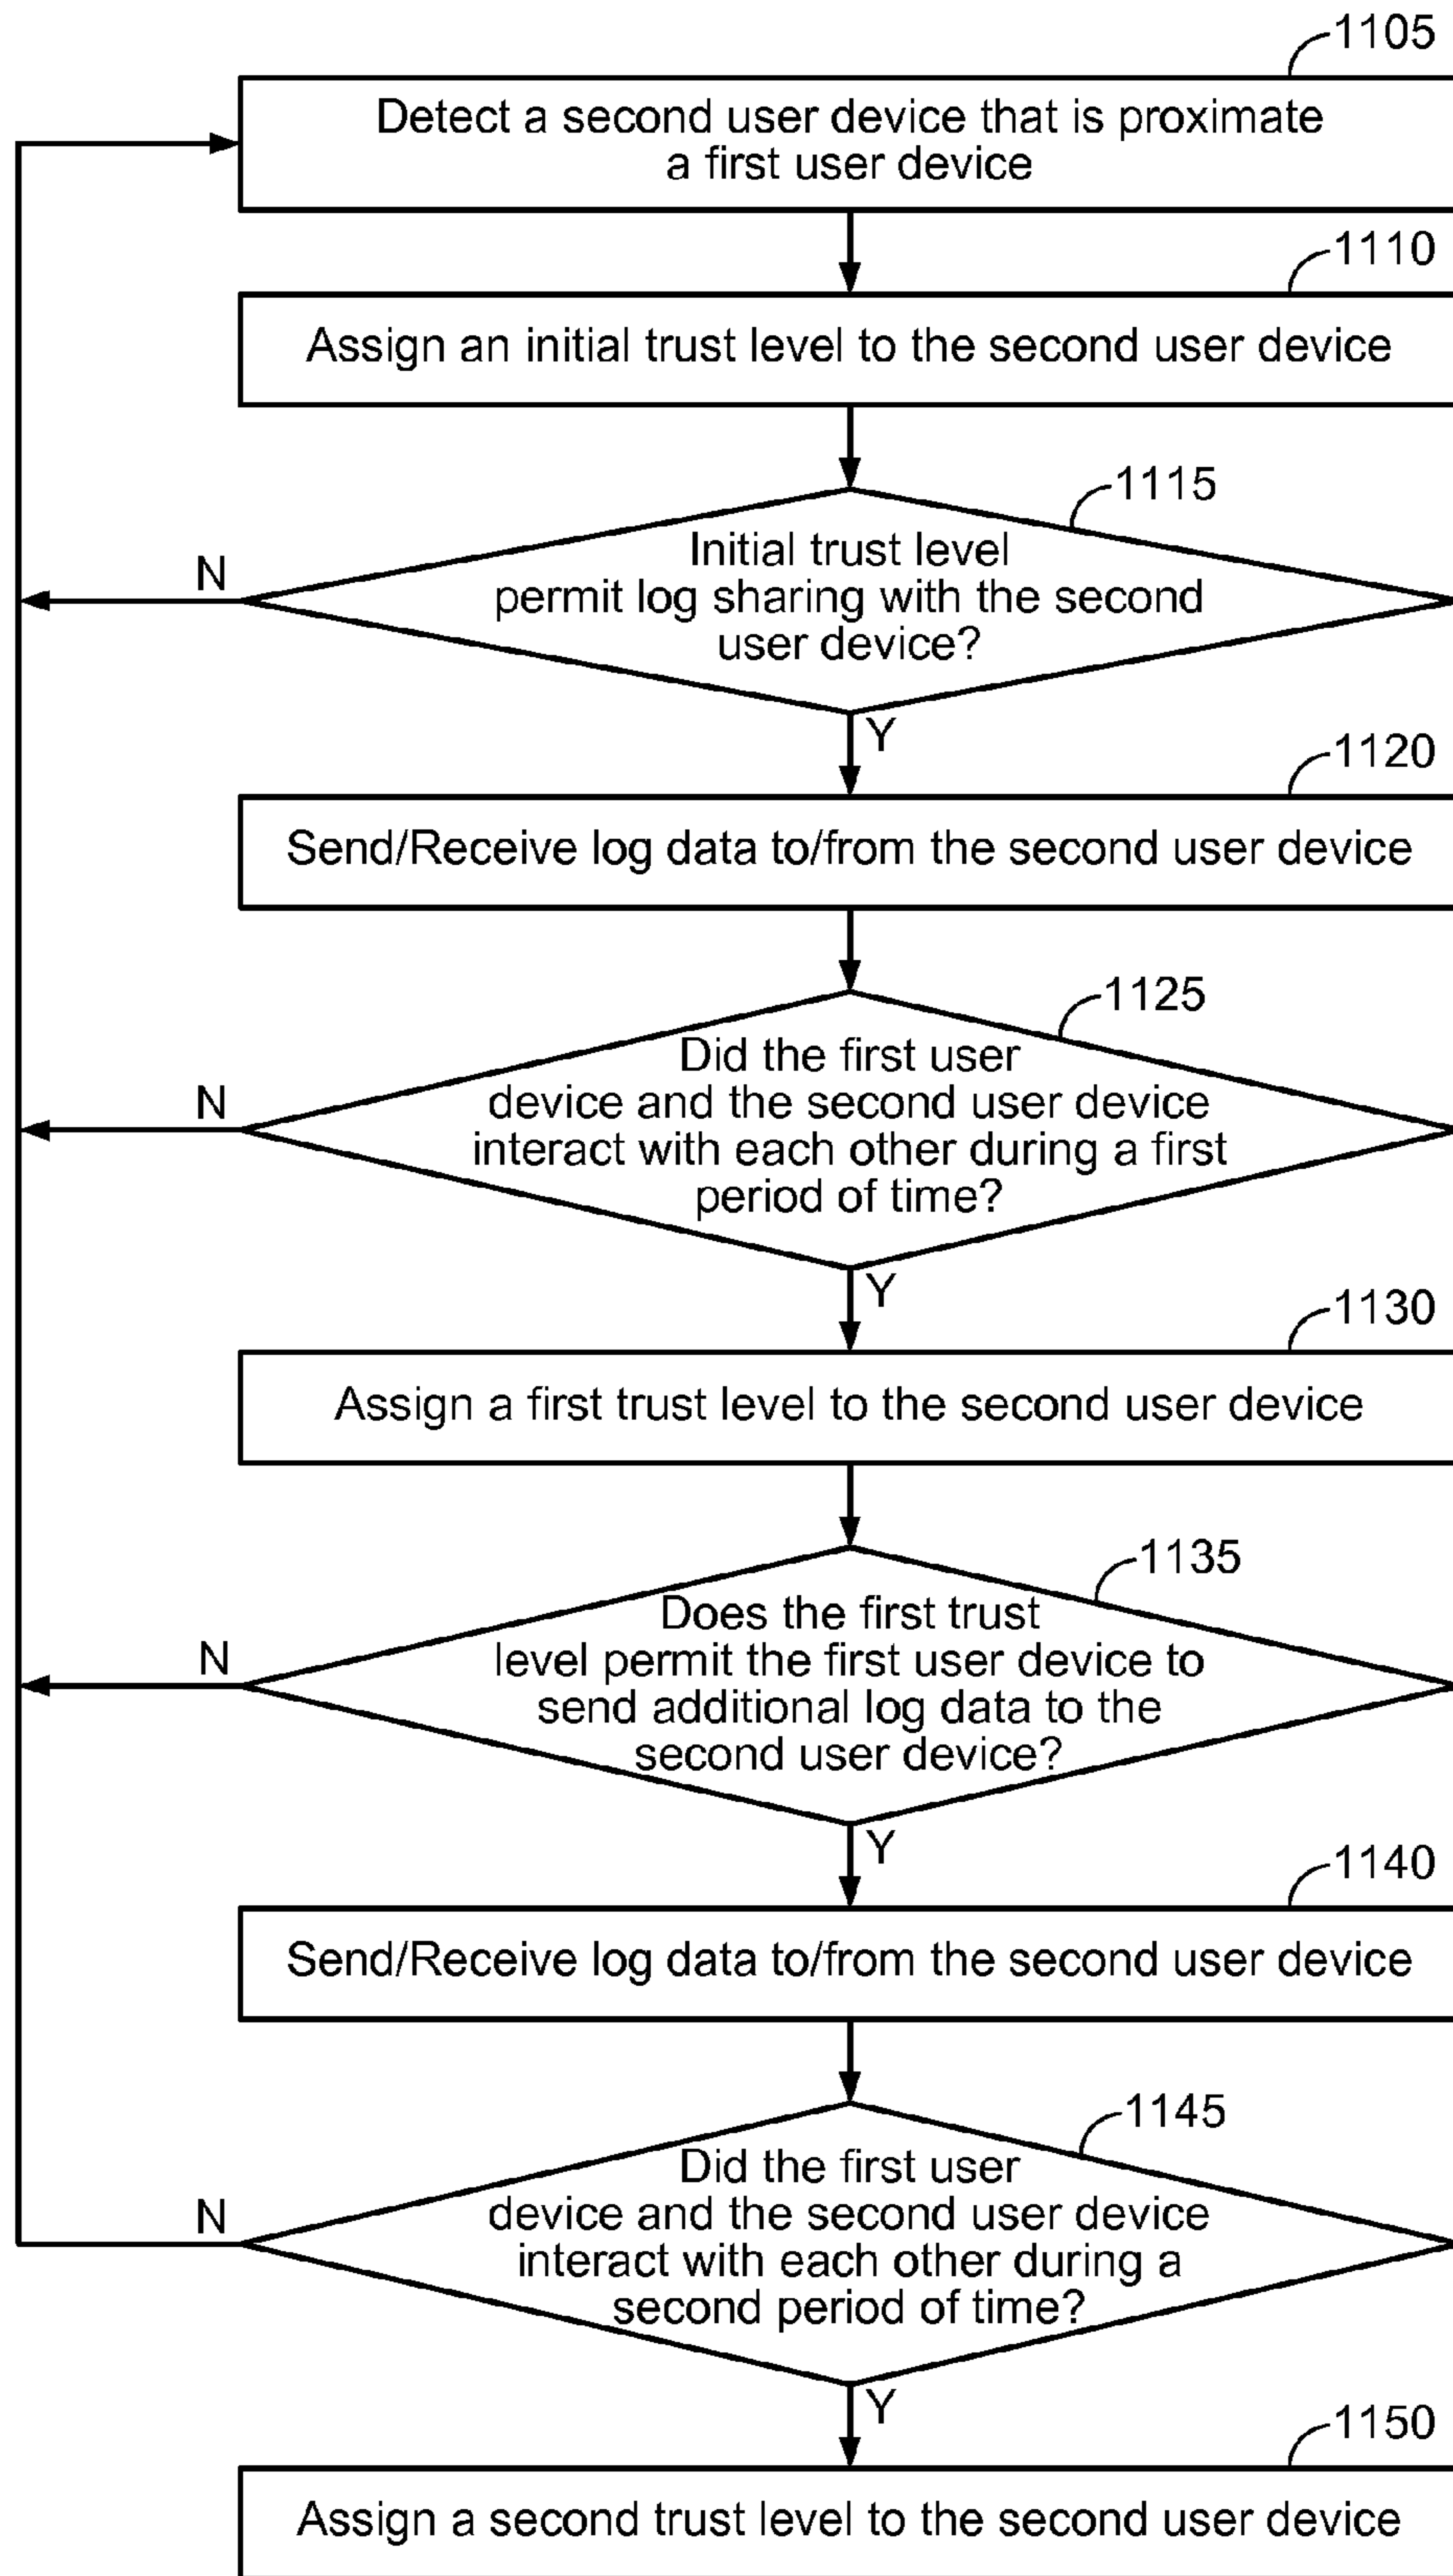 1105
Detect a second user device that is proximate
a first user device
1110
Assign an initial trust level to the second user device
1115
Initial trust level
permit log sharing with the second
user device?
N
Y
1120
Send/Receive log data to/from the second user device
1125
Did the first user
device and the second user device
interact with each other during a first
period of time?
N
Y
1130
Assign a first trust level to the second user device
1135
Does the first trust
level permit the first user device to
send additional log data to the
second user device?
N
Y
1140
Send/Receive log data to/from the second user device
1145
Did the first user
device and the second user device
interact with each other during a
second period of time?
N
Y
1150
Assign a second trust level to the second user device